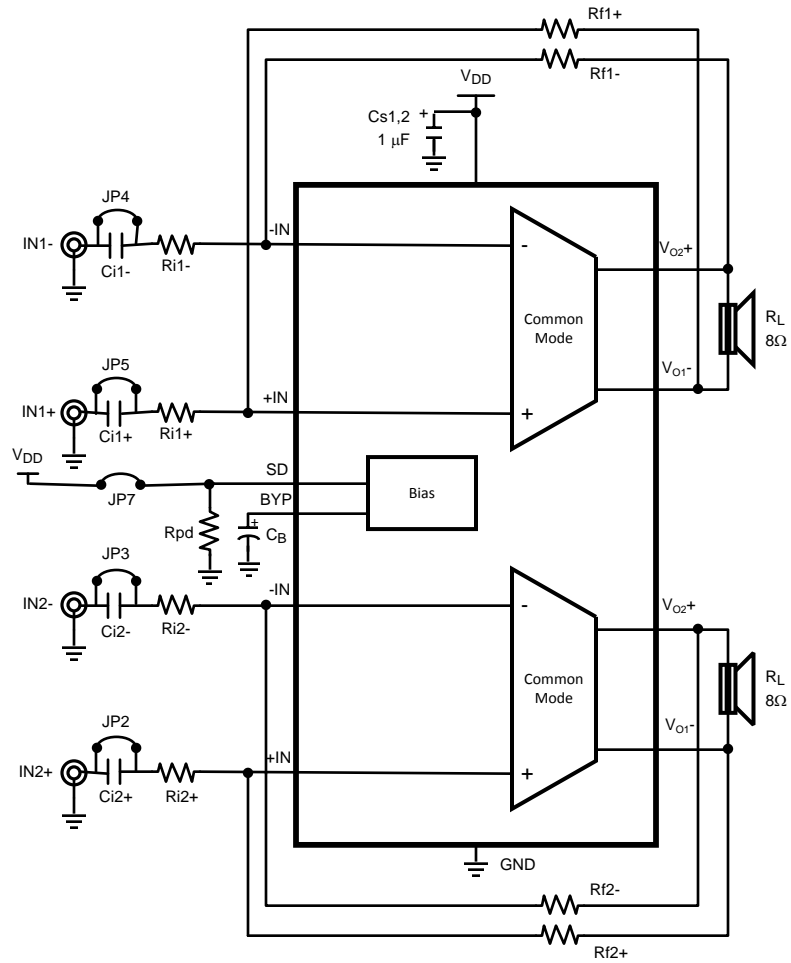 Rf1+
Rf1-
VDD
Cs1,2 +
1 μF
JP4
IN1-
Ci1-
Ri1-
-IN
-
VO2+
Common
Mode
RL
8Ω
JP5
VO1-
IN1+
Ci1+
Ri1+
+IN
+
VDD
JP7
SD
BYP
Bias
Rpd
+
CB
JP3
IN2-
Ci2-
Ri2-
-IN
-
VO2+
Common
Mode
RL
8Ω
JP2
VO1-
IN2+
Ci2+
Ri2+
+IN
+
GND
Rf2-
Rf2+